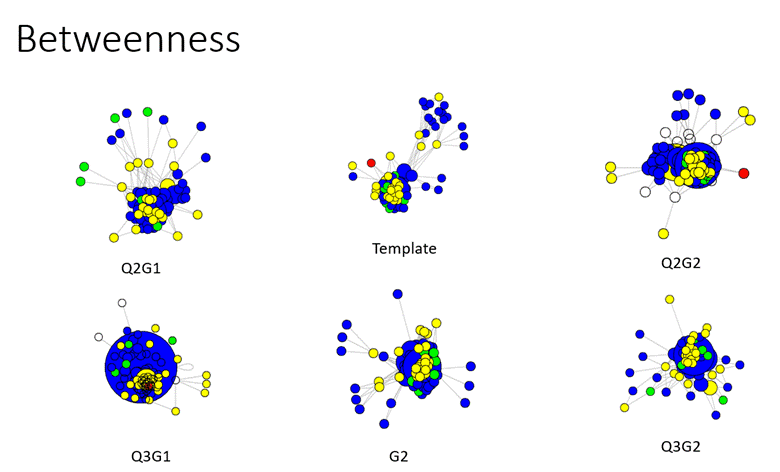 Betweenness
Q2G1
Template
Q2G2
Q3G1
G2
Q3G2